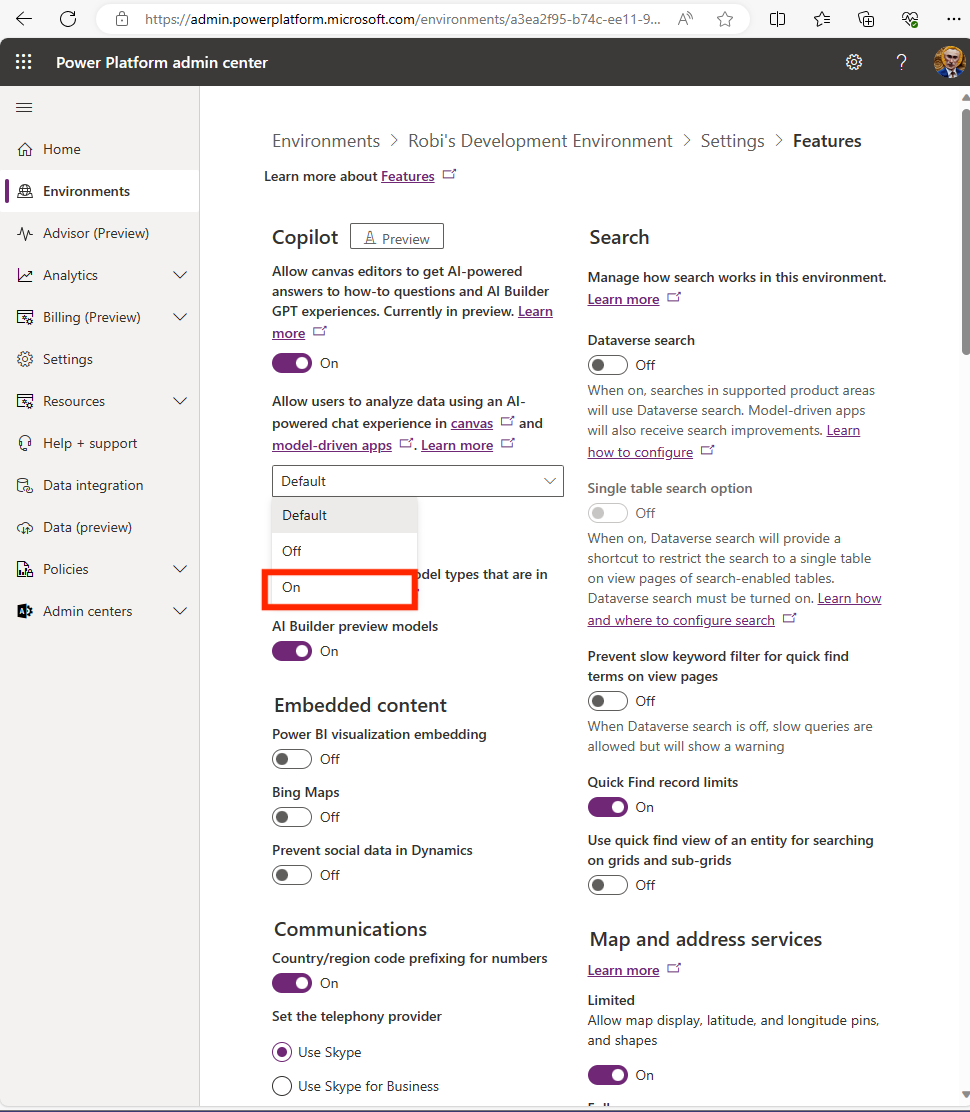 https://admin.powerplatform.microsoft.com/environments/a3ea2f95-b74c-ee11-9...
Power Platform admin center
Home
Environments
Advisor (Preview)
Analytics
Billing (Preview)
Settings
Resources
Help + support
Data integration
Data (preview)
Policies
Admin centers
Environments > Robi's Development Environment > Settings > Features
Learn more about Features
Copilot
Preview
Allow canvas editors to get AI-powered
answers to how-to questions and AI Builder
GPT experiences. Currently in preview. Learn
more
On
Allow users to analyze data using an AI-
powered chat experience in canvas and
model-driven apps. Learn more
Default
Default
Off
On
types that are in
AI Builder preview models
On
Embedded content
Power BI visualization embedding
Off
Bing Maps
Off
Prevent social data in Dynamics
Off
Communications
Country/region code prefixing for numbers
On
Set the telephony provider
Use Skype
Use Skype for Business
Search
Manage how search works in this environment.
Learn more
Dataverse search
Off
When on, searches in supported product areas
will use Dataverse search. Model-driven apps
will also receive search improvements. Learn
how to configure
Single table search option
Off
When on, Dataverse search will provide a
shortcut to restrict the search to a single table
on view pages of search-enabled tables.
Dataverse search must be turned on. Learn how
and where to configure search
Prevent slow keyword filter for quick find
terms on view pages
Off
When Dataverse search is off, slow queries are
allowed but will show a warning
Quick Find record limits
On
Use quick find view of an entity for searching
on grids and sub-grids
Off
Map and address services
Learn more
Limited
Allow map display, latitude, and longitude pins,
and shapes
On